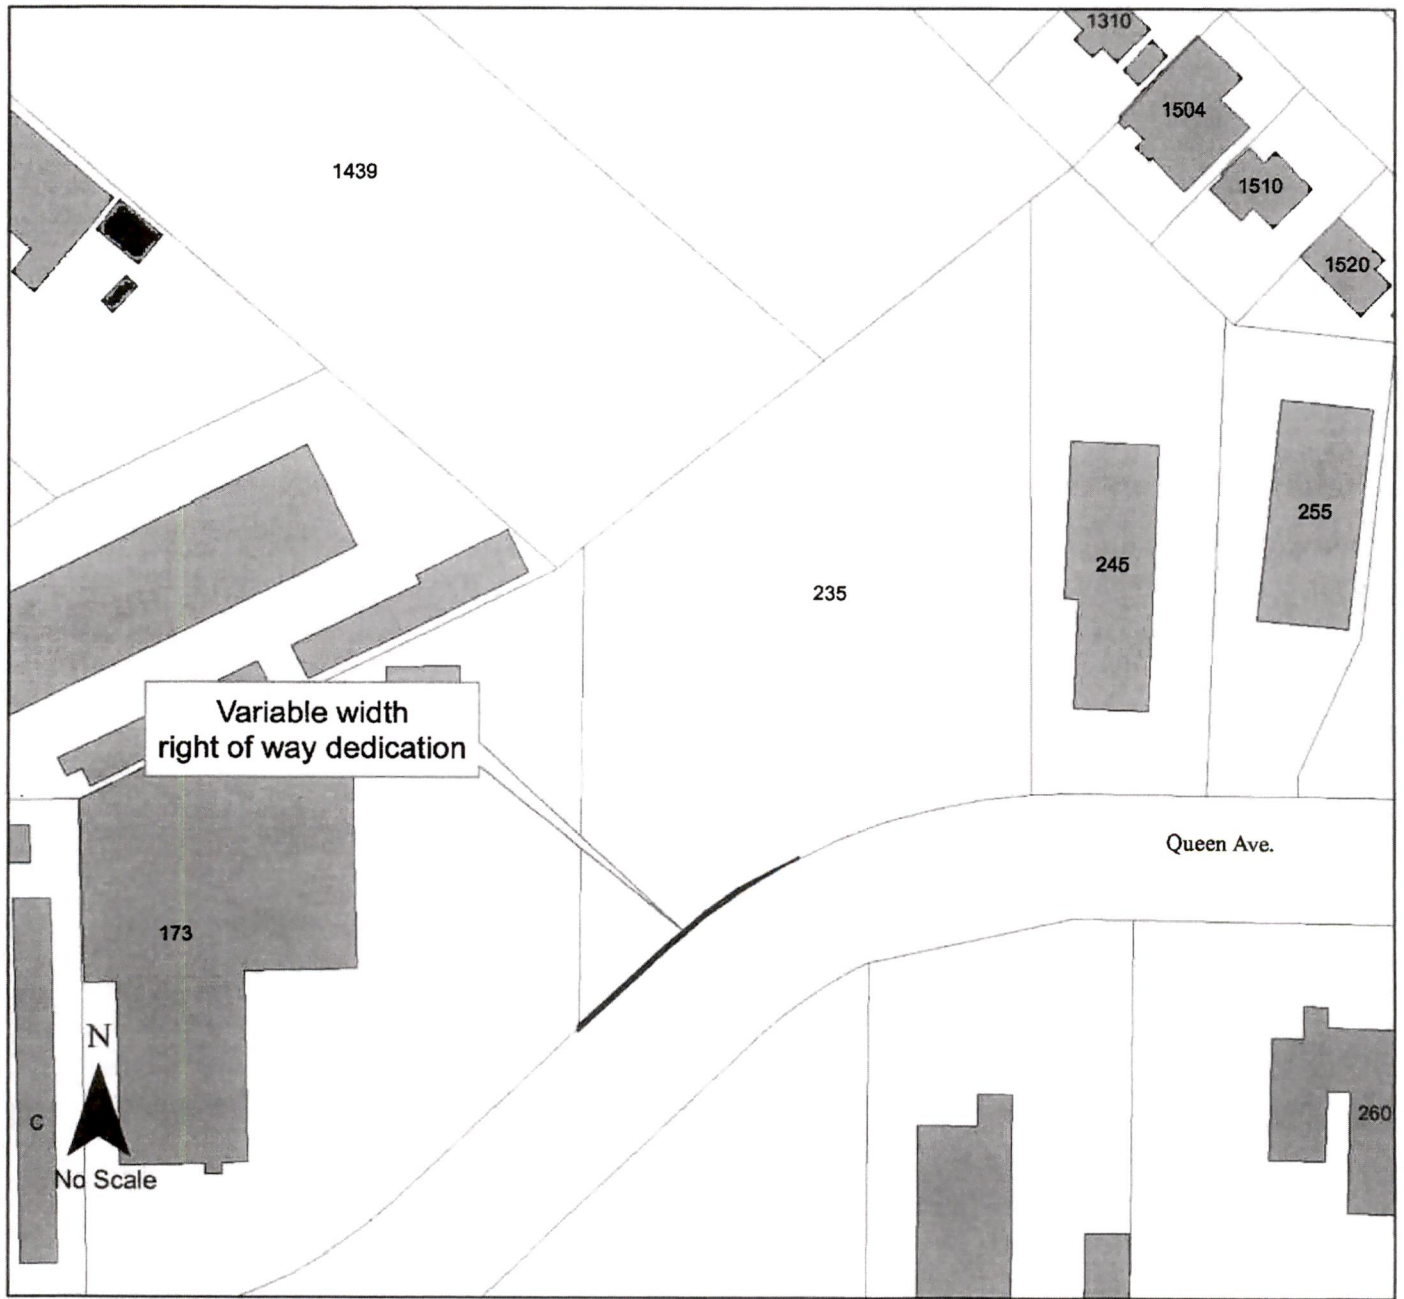 1310
1504
1439
1510
1520
255
245
235
Variable width
right of way dedication
Queen Ave.
173
N
C
260
No Scale